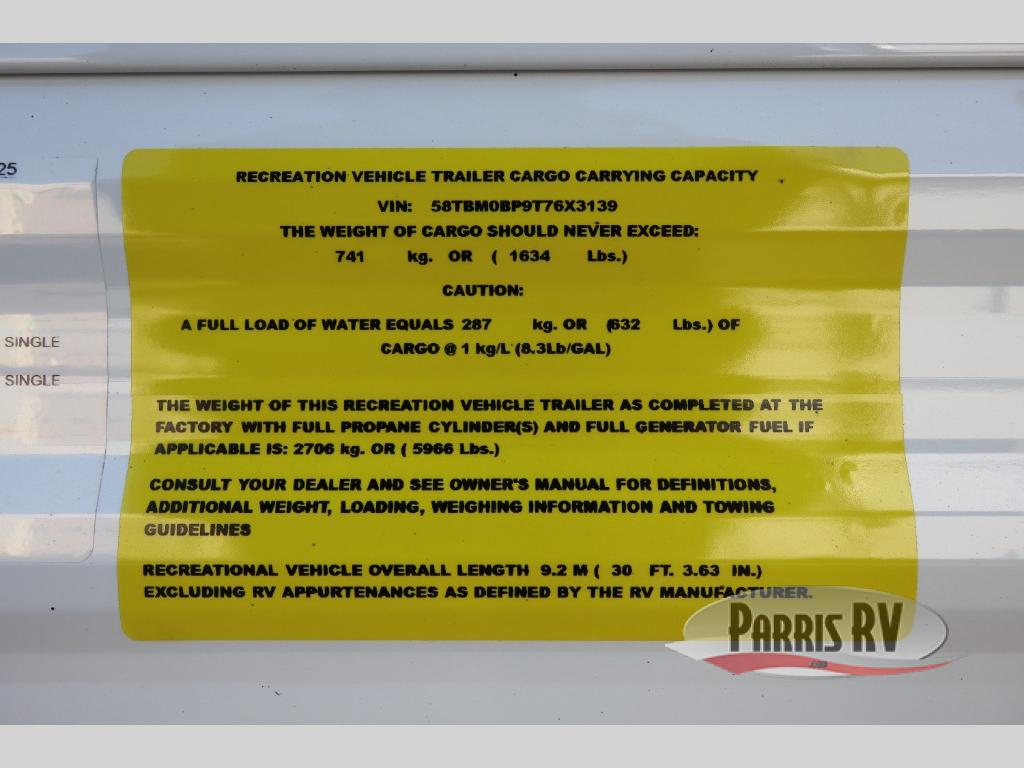 25
SINGLE
SINGLE
RECREATION VEHICLE TRAILER CARGO CARRYING CAPACITY
VIN: 58TBM0BP9T76X3139
THE WEIGHT OF CARGO SHOULD NEVER EXCEED:
741 kg. OR ( 1634 Lbs.)
CAUTION:
A FULL LOAD OF WATER EQUALS 287 kg. OR (632 Lbs.) OF
CARGO @ 1 kg/L (8.3Lb/GAL)
THE WEIGHT OF THIS RECREATION VEHICLE TRAILER AS COMPLETED AT THE
FACTORY WITH FULL PROPANE CYLINDER(S) AND FULL GENERATOR FUEL IF
APPLICABLE IS: 2706 kg. OR ( 5966 Lbs.)
CONSULT YOUR DEALER AND SEE OWNER'S MANUAL FOR DEFINITIONS,
ADDITIONAL WEIGHT, LOADING, WEIGHING INFORMATION AND TOWING
GUIDELINES
RECREATIONAL VEHICLE OVERALL LENGTH 9.2 M ( 30 FT. 3.63 IN.)
EXCLUDING RV APPURTENANCES AS DEFINED BY THE RV MANUFACTURER.
PARRIS RV
.com